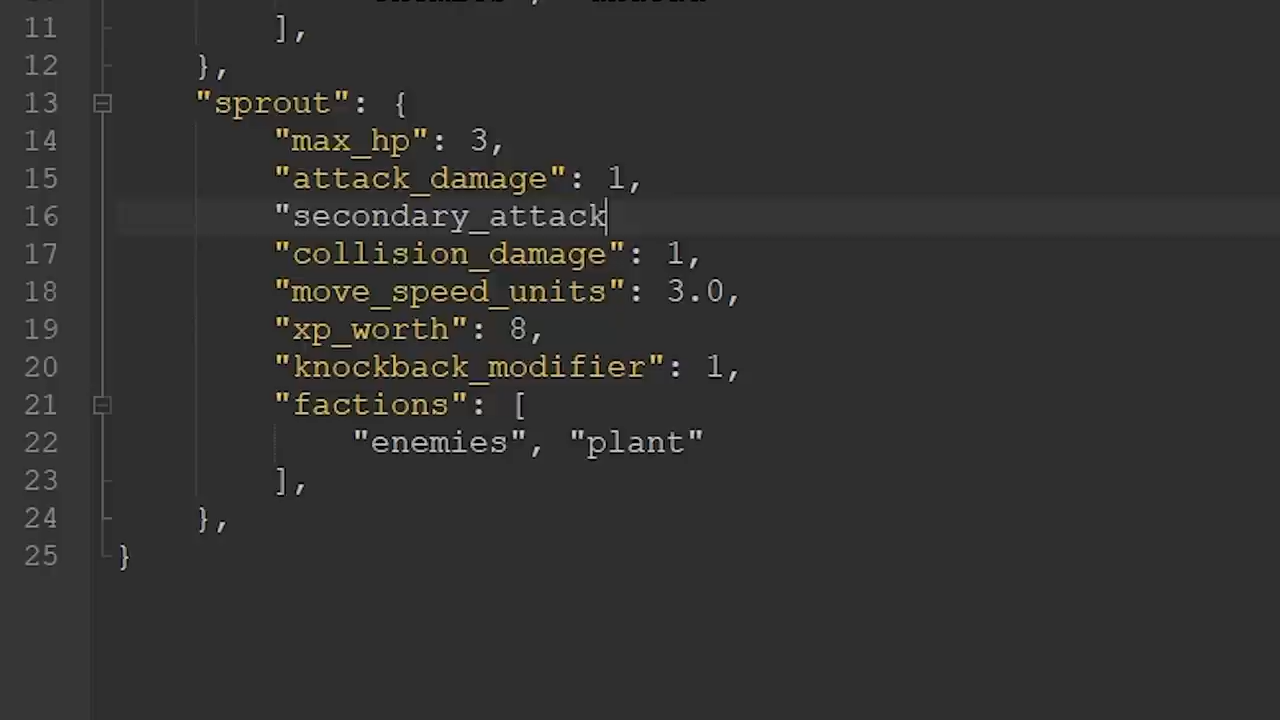 11 ],
12 },
13 "sprout": {
14 "max_hp": 3,
15 "attack_damage": 1,
16 "secondary_attack
17 "collision_damage": 1,
18 "move_speed_units": 3.0,
19 "xp_worth": 8,
20 "knockback_modifier": 1,
21 "factions": [
22 "enemies", "plant"
23 ],
24 },
25 }